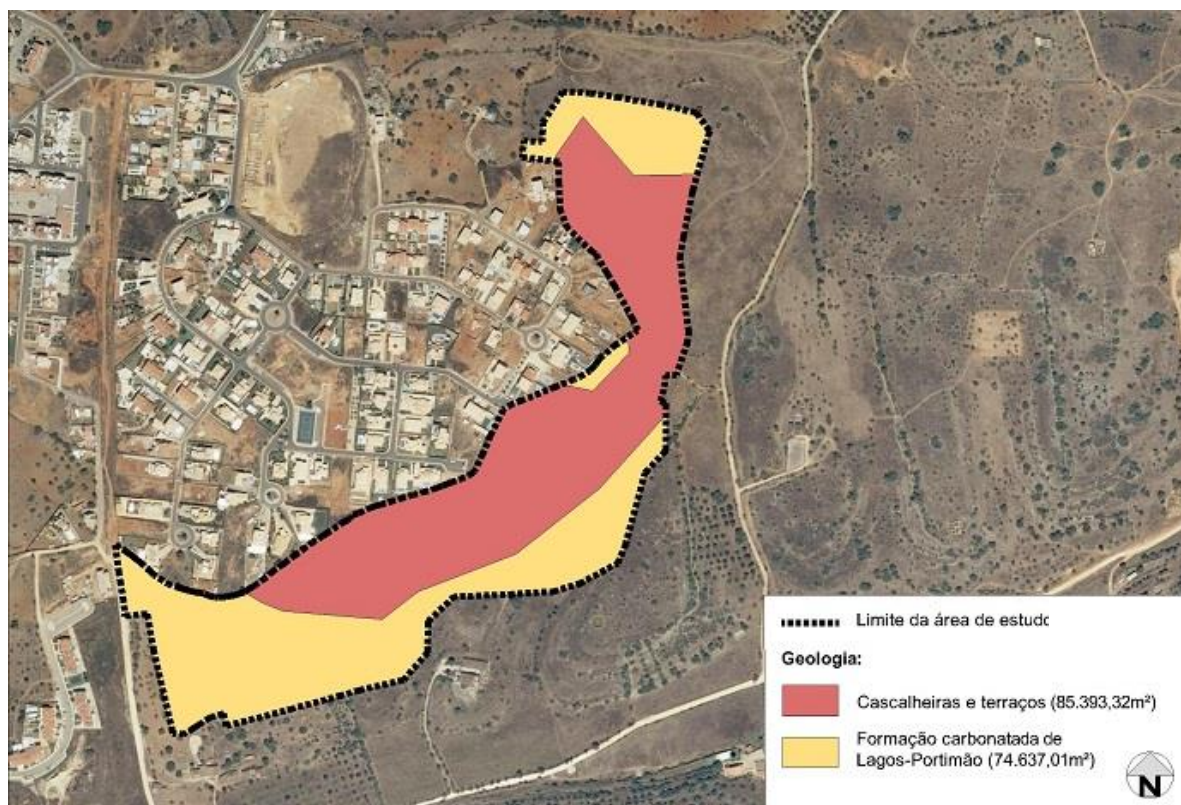 Limite da área de estudo
Geologia:
Cascalheiras e terraços (85.393,32m²)
Formação carbonatada de
Lagos-Portimão (74.637,01m²)
N